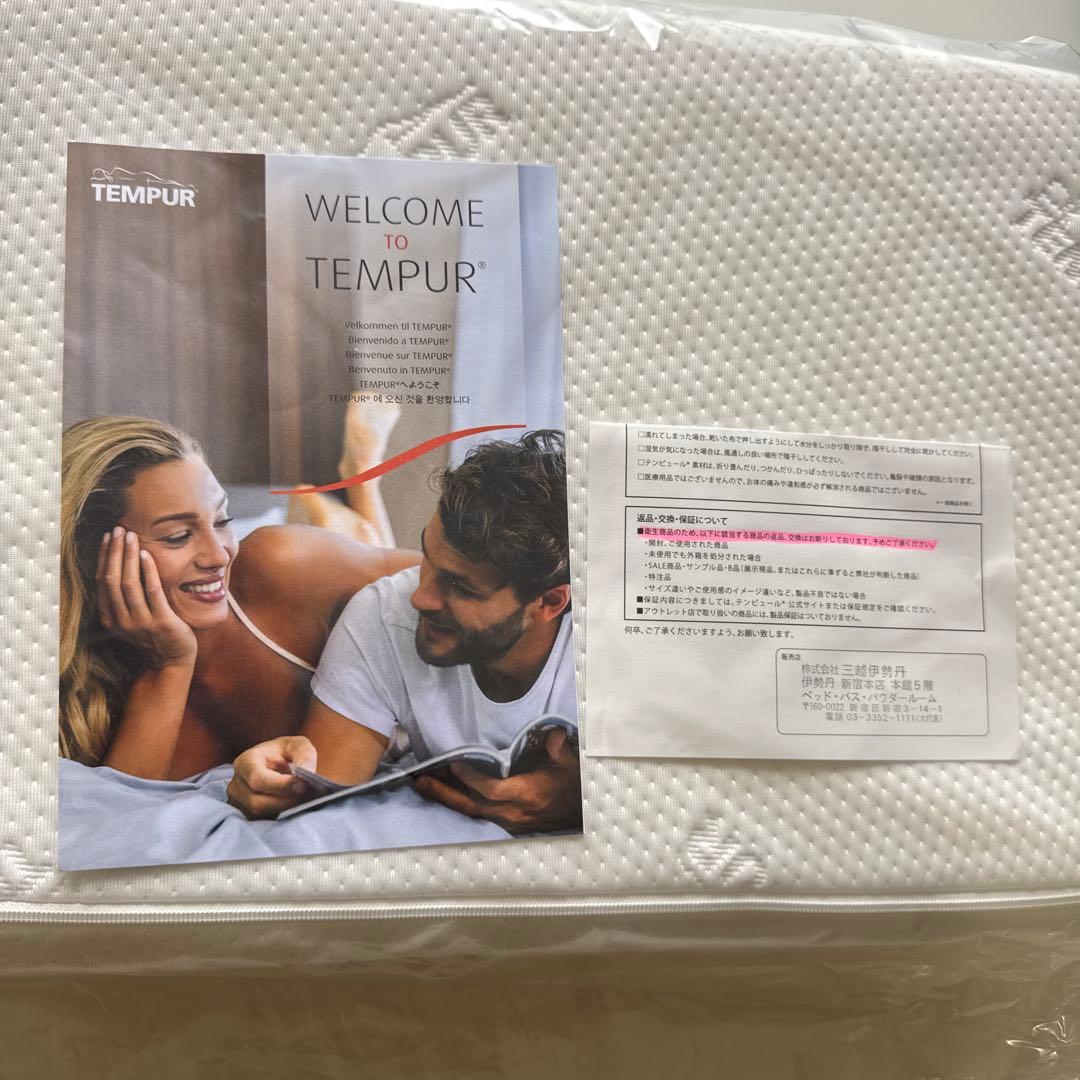 TEMPUR
WELCOME
TO
TEMPUR®
Velkommen til TEMPUR®
Bienvenido a TEMPUR®
Bienvenue sur TEMPUR®
Benvenuto in TEMPUR®
TEMPUR®へようこそ
TEMPUR® 에 오신 것을 환영합니다
□濡れてしまった場合、乾いた布で押し出すようにして水分をしっかり取り除き、陰干しして完全に乾かしてください。
□湿気が気になった場合は、風通しの良い場所で陰干ししてください。
□テンピュール® 素材は、折り畳んだり、つかんだり、ひっぱったりしないでください。亀裂や破損の原因となります。
□医療用品ではございませんので、お体の痛みや違和感が必ず解消される商品ではございません。
*一部商品を除く
返品・交換・保証について
■衛生商品のため、以下に該当する商品の返品、交換はお断りしております。予めご了承ください。
・開封、ご使用された商品
・未使用でも外箱を処分された場合
・SALE商品・サンプル品・B品(展示現品、またはこれらに準ずると弊社が判断した商品)
・特注品
・サイズ違いやご使用感のイメージ違いなど、製品不良ではない場合
■保証内容につきましては、テンピュール® 公式サイトまたは保証規定をご確認ください。
■アウトレット店で取り扱いの商品には、製品保証はついておりません。
何卒、ご了承くださいますよう、お願い致します。
販売店
株式会社 三越伊勢丹
伊勢丹 新宿本店 本館5階
ベッド・バス・パウダールーム
〒160-0022 新宿区新宿3-14-1
電話 03-3352-1111(大代表)